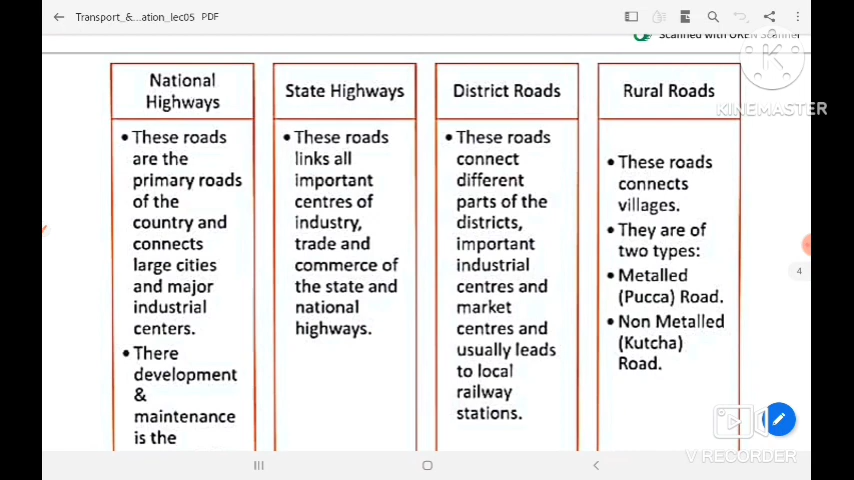 Transport_&...ation_lec05 PDF
Scanned with OKEN Scanner
KINEMASTER
National
Highways
• These roads
are the
primary roads
of the
country and
connects
large cities
and major
industrial
centers.
• There
development
&
maintenance
is the
State Highways
• These roads
links all
important
centres of
industry,
trade and
commerce of
the state and
national
highways.
District Roads
• These roads
connect
different
parts of the
districts,
important
industrial
centres and
market
centres and
usually leads
to local
railway
stations.
Rural Roads
• These roads
connects
villages.
• They are of
two types:
• Metalled
(Pucca) Road.
• Non Metalled
(Kutcha)
Road.
4
V RECORDER